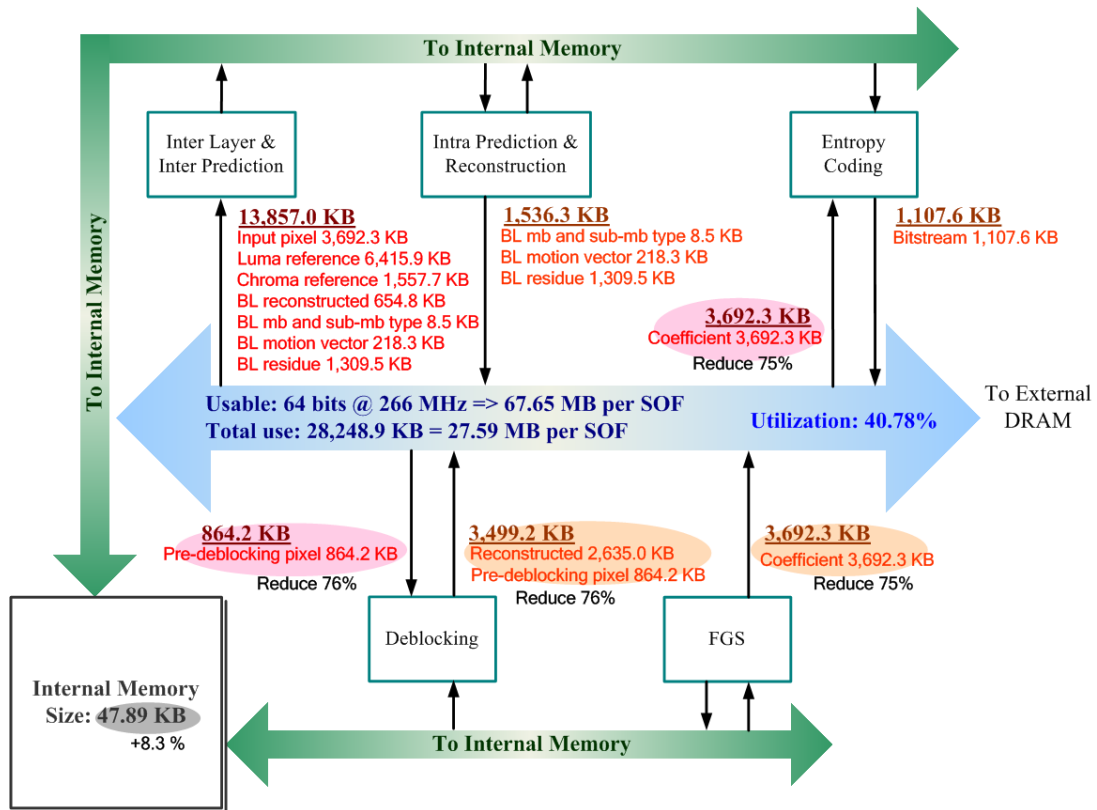 To Internal Memory
To Internal Memory
Inter Layer &
Inter Prediction
Intra Prediction &
Reconstruction
Entropy
Coding
13,857.0 KB
Input pixel 3,692.3 KB
Luma reference 6,415.9 KB
Chroma reference 1,557.7 KB
BL reconstructed 654.8 KB
BL mb and sub-mb type 8.5 KB
BL motion vector 218.3 KB
BL residue 1,309.5 KB
1,536.3 KB
BL mb and sub-mb type 8.5 KB
BL motion vector 218.3 KB
BL residue 1,309.5 KB
1,107.6 KB
Bitstream 1,107.6 KB
3,692.3 KB
Coefficient 3,692.3 KB
Reduce 75%
Usable: 64 bits @ 266 MHz => 67.65 MB per SOF
Total use: 28,248.9 KB = 27.59 MB per SOF
Utilization: 40.78%
To External
DRAM
864.2 KB
Pre-deblocking pixel 864.2 KB
Reduce 76%
3,499.2 KB
Reconstructed 2,635.0 KB
Pre-deblocking pixel 864.2 KB
Reduce 76%
3,692.3 KB
Coefficient 3,692.3 KB
Reduce 75%
Deblocking
FGS
Internal Memory
Size: 47.89 KB
+8.3 %
To Internal Memory